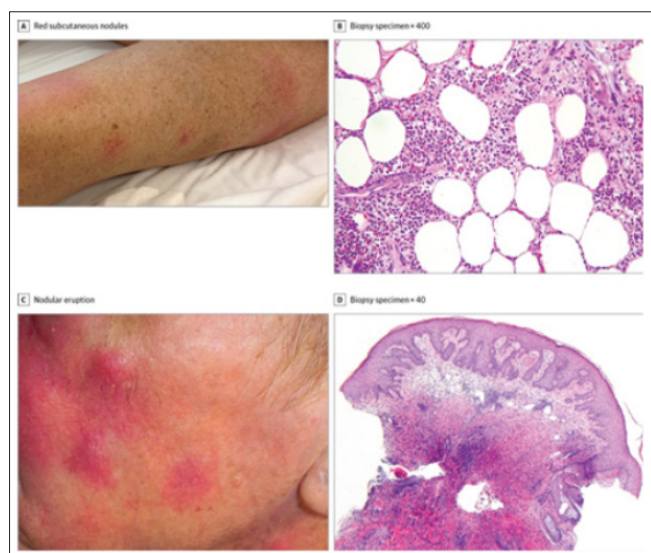 A Red subcutaneous nodules
B Biopsy specimen × 400
C Nodular eruption
D Biopsy specimen × 40